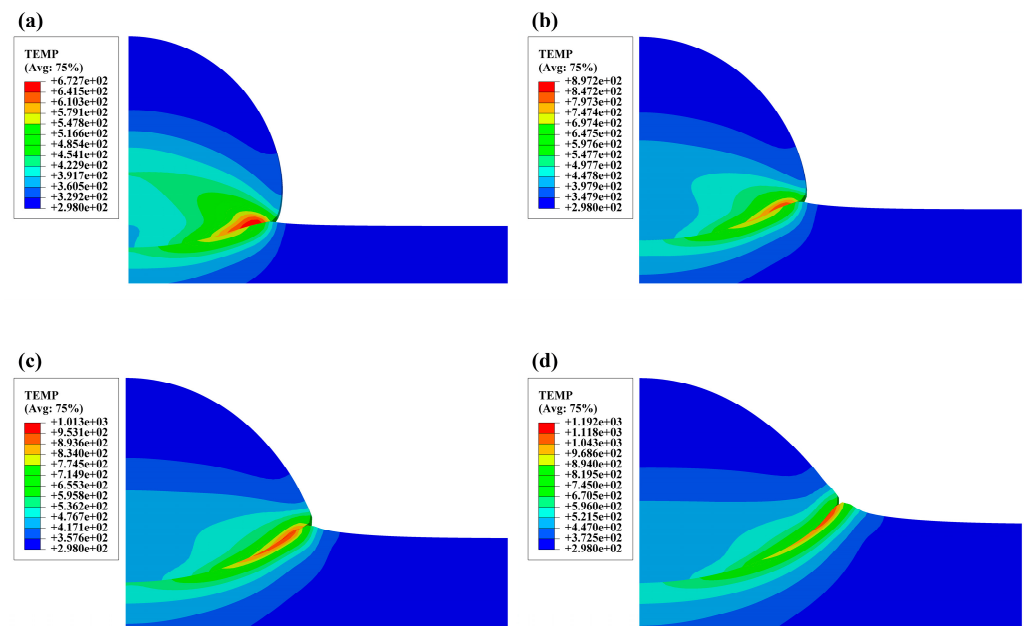 (a)
TEMP
(Avg: 75%)
+6.727e+02
+6.415e+02
+6.103e+02
+5.791e+02
+5.478e+02
+5.166e+02
+4.854e+02
+4.541e+02
+4.229e+02
+3.917e+02
+3.605e+02
+3.292e+02
+2.980e+02
(b)
TEMP
(Avg: 75%)
+8.972e+02
+8.472e+02
+7.973e+02
+7.474e+02
+6.974e+02
+6.475e+02
+5.976e+02
+5.477e+02
+4.977e+02
+4.478e+02
+3.979e+02
+3.479e+02
+2.980e+02
(c)
TEMP
(Avg: 75%)
+1.013e+03
+9.531e+02
+8.936e+02
+8.340e+02
+7.745e+02
+7.149e+02
+6.553e+02
+5.958e+02
+5.362e+02
+4.767e+02
+4.171e+02
+3.576e+02
+2.980e+02
(d)
TEMP
(Avg: 75%)
+1.192e+03
+1.118e+03
+1.043e+03
+9.686e+02
+8.940e+02
+8.195e+02
+7.450e+02
+6.705e+02
+5.960e+02
+5.215e+02
+4.470e+02
+3.725e+02
+2.980e+02